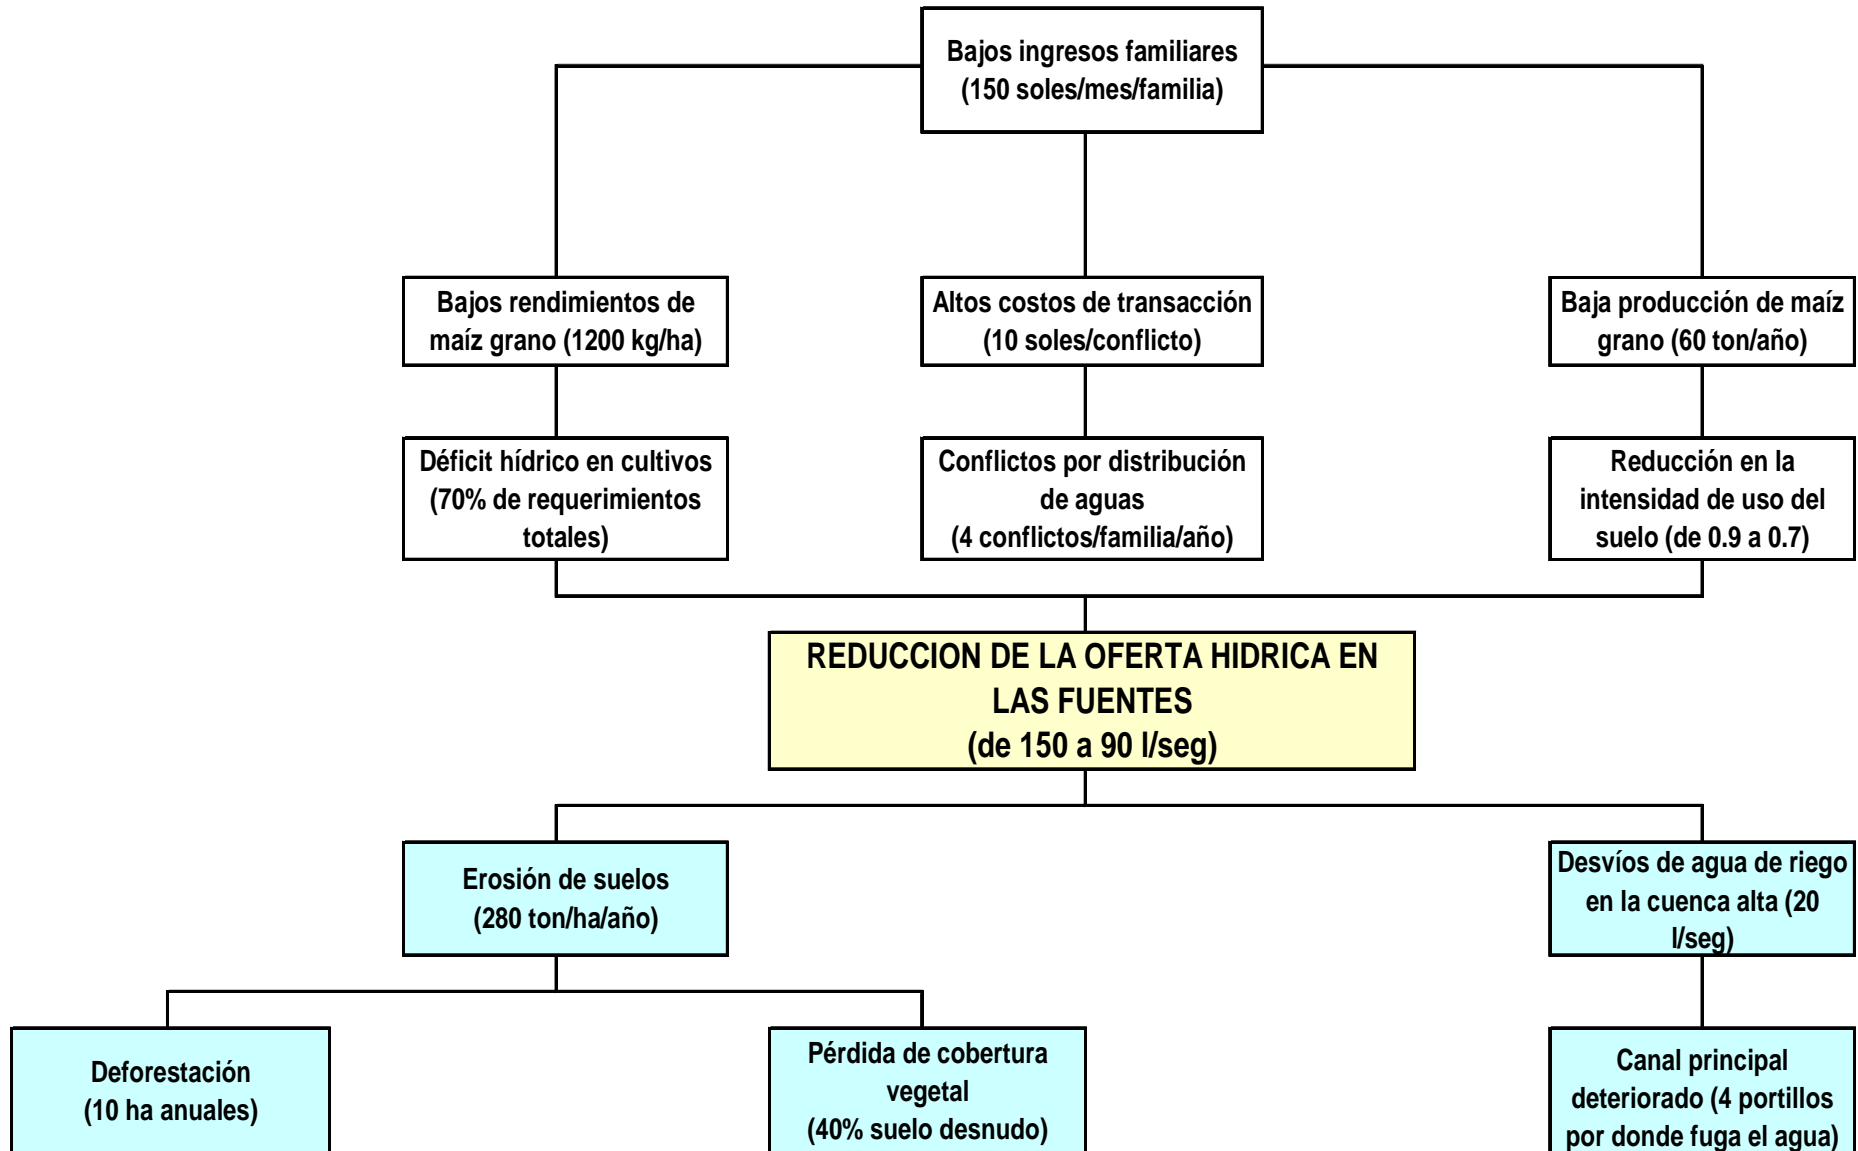 Bajos ingresos familiares
(150 soles/mes/familia)
Bajos rendimientos de
maíz grano (1200 kg/ha)
Altos costos de transacción
(10 soles/conflicto)
Baja producción de maíz
grano (60 ton/año)
Déficit hídrico en cultivos
(70% de requerimientos
totales)
Conflictos por distribución
de aguas
(4 conflictos/familia/año)
Reducción en la
intensidad de uso del
suelo (de 0.9 a 0.7)
REDUCCION DE LA OFERTA HIDRICA EN
LAS FUENTES
(de 150 a 90 l/seg)
Erosión de suelos
(280 ton/ha/año)
Desvíos de agua de riego
en la cuenca alta (20
l/seg)
Deforestación
(10 ha anuales)
Pérdida de cobertura
vegetal
(40% suelo desnudo)
Canal principal
deteriorado (4 portillos
por donde fuga el agua)